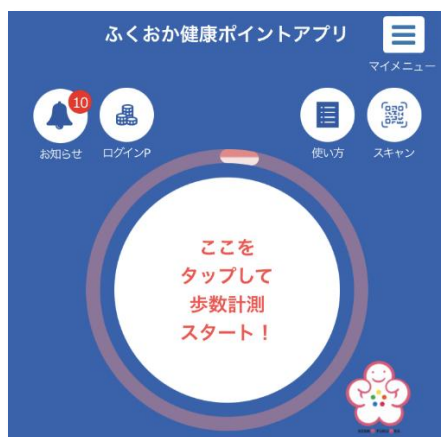 ふくおか健康ポイントアプリ
マイメニュー
10
お知らせ
ログインP
使い方
スキャン
ここを
タップして
歩数計測
スタート！